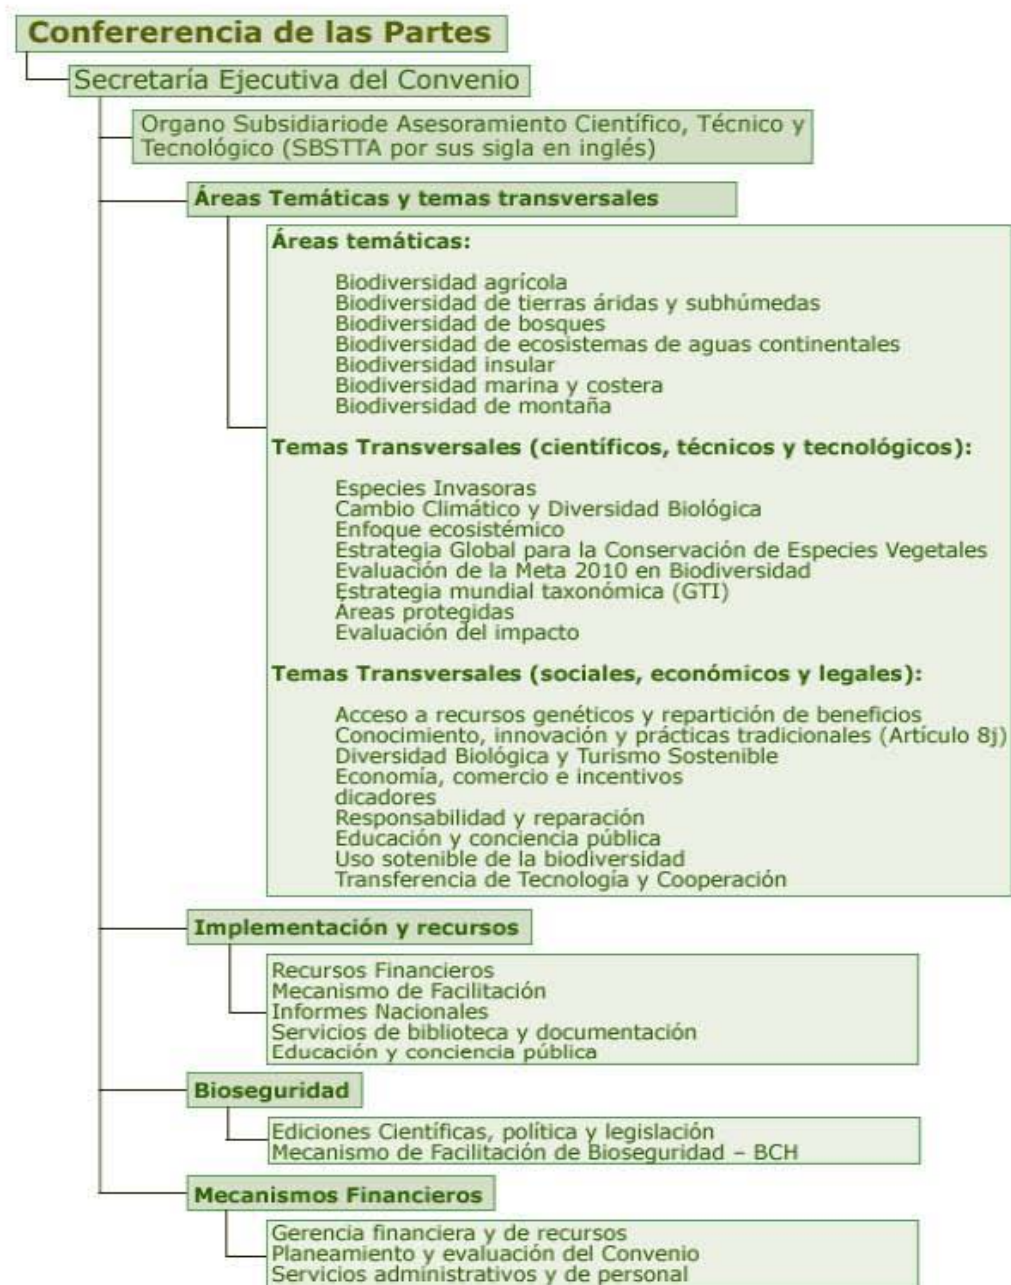 Confererencia de las Partes
Secretaría Ejecutiva del Convenio
Organo Subsidiariode Asesoramiento Científico, Técnico y
Tecnológico (SBSTTA por sus sigla en inglés)
Áreas Temáticas y temas transversales
Áreas temáticas:
Biodiversidad agrícola
Biodiversidad de tierras áridas y subhúmedas
Biodiversidad de bosques
Biodiversidad de ecosistemas de aguas continentales
Biodiversidad insular
Biodiversidad marina y costera
Biodiversidad de montaña
Temas Transversales (científicos, técnicos y tecnológicos):
Especies Invasoras
Cambio Climático y Diversidad Biológica
Enfoque ecosistémico
Estrategia Global para la Conservación de Especies Vegetales
Evaluación de la Meta 2010 en Biodiversidad
Estrategia mundial taxonómica (GTI)
Áreas protegidas
Evaluación del impacto
Temas Transversales (sociales, económicos y legales):
Acceso a recursos genéticos y repartición de beneficios
Conocimiento, innovación y prácticas tradicionales (Artículo 8j)
Diversidad Biológica y Turismo Sostenible
Economía, comercio e incentivos
dicadores
Responsabilidad y reparación
Educación y conciencia pública
Uso sotenible de la biodiversidad
Transferencia de Tecnología y Cooperación
Implementación y recursos
Recursos Financieros
Mecanismo de Facilitación
Informes Nacionales
Servicios de biblioteca y documentación
Educación y conciencia pública
Bioseguridad
Ediciones Científicas, política y legislación
Mecanismo de Facilitación de Bioseguridad – BCH
Mecanismos Financieros
Gerencia financiera y de recursos
Planeamiento y evaluación del Convenio
Servicios administrativos y de personal